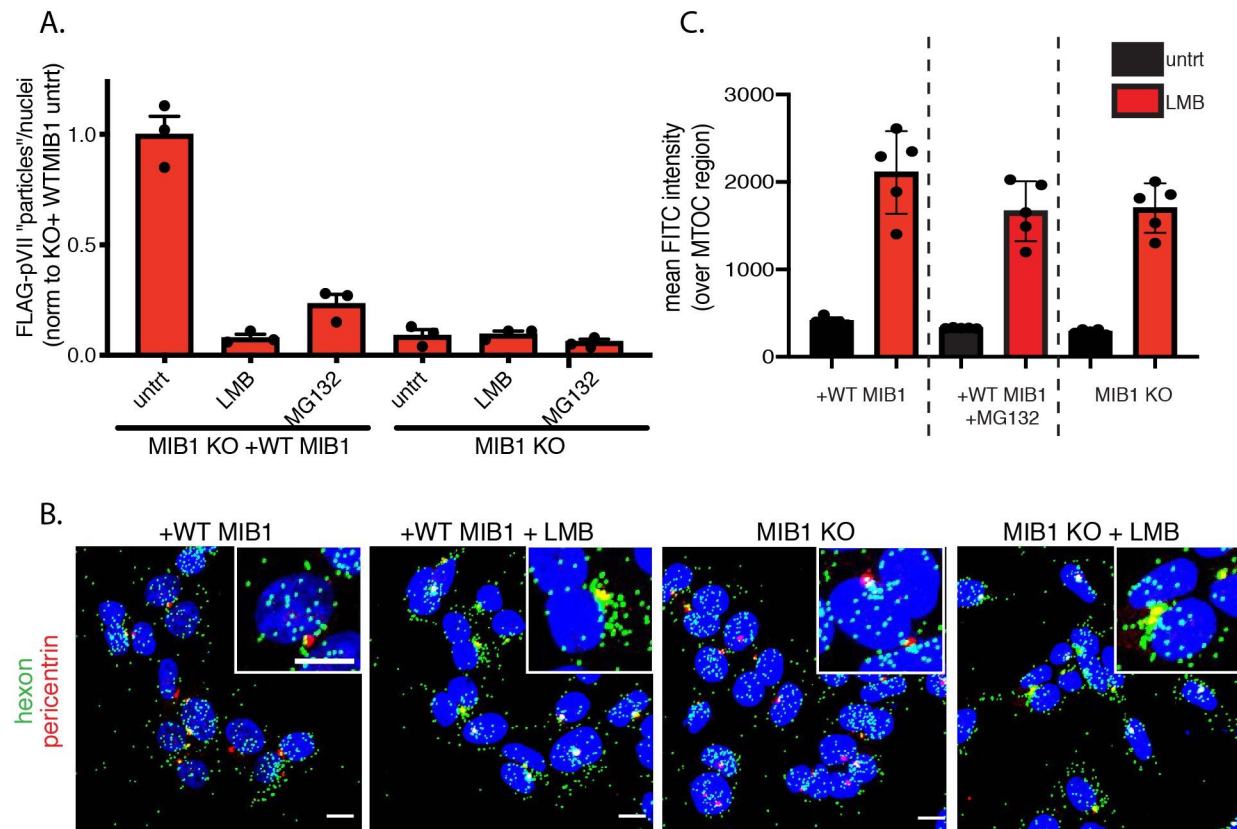 A.
FLAG-pVII "particles"/nuclei
(norm to KO+ WTMIB1 untrt)
1.0
0.5
0.0
untrt
LMB
MG132
untrt
LMB
MG132
MIB1 KO +WT MIB1
MIB1 KO
C.
untrt
LMB
mean FITC intensity
(over MTOC region)
3000
2000
1000
0
+WT MIB1
+WT MIB1
+MG132
MIB1 KO
B.
hexon
pericentrin
+WT MIB1
+WT MIB1 + LMB
MIB1 KO
MIB1 KO + LMB